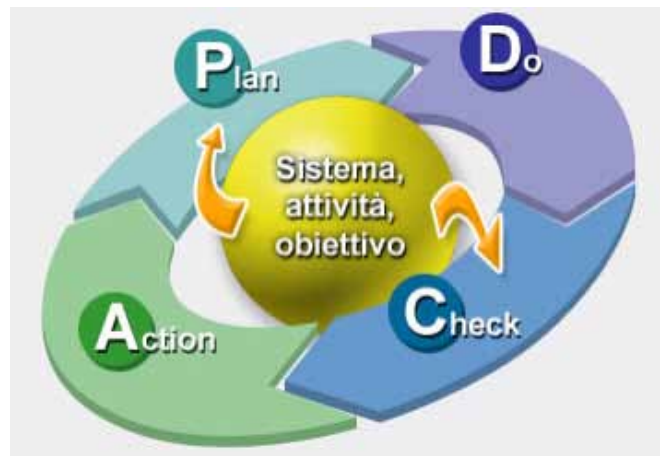 Plan
Do
Sistema,
attività,
obiettivo
Check
Action